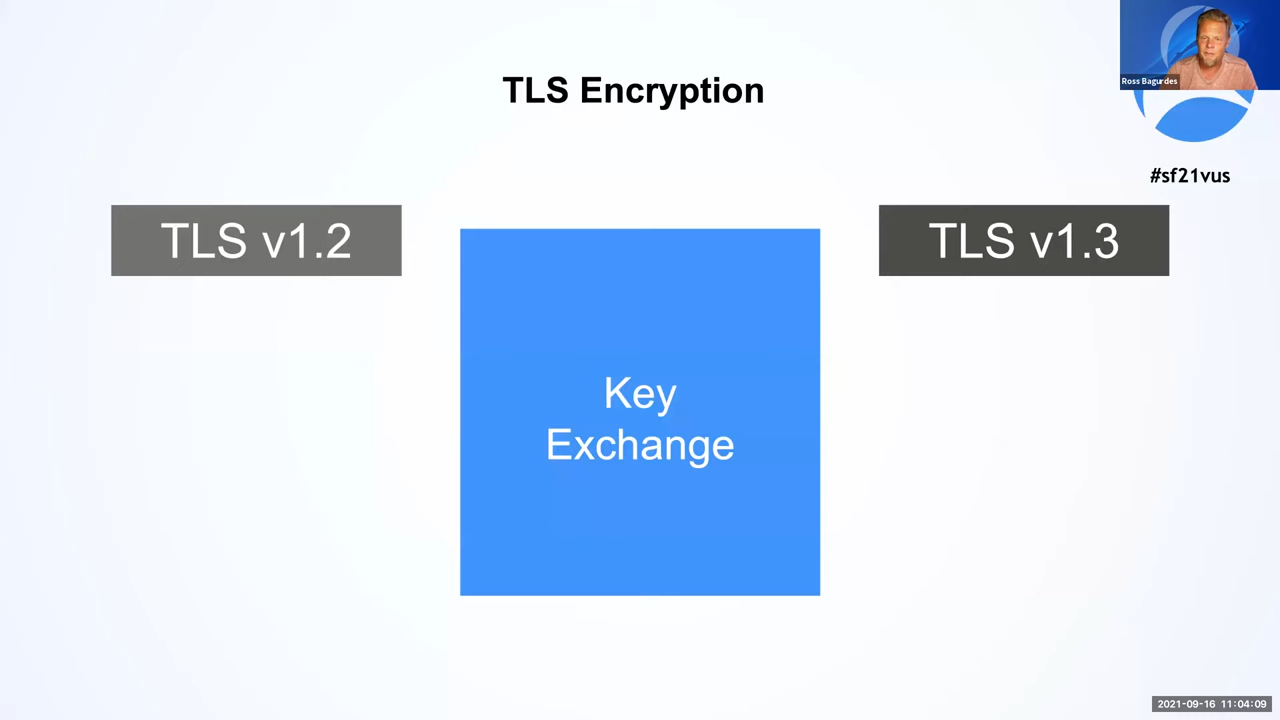 TLS Encryption
Ross Bagurdes
#sf21vus
TLS v1.2
TLS v1.3
Key
Exchange
2021-09-16 11:04:09